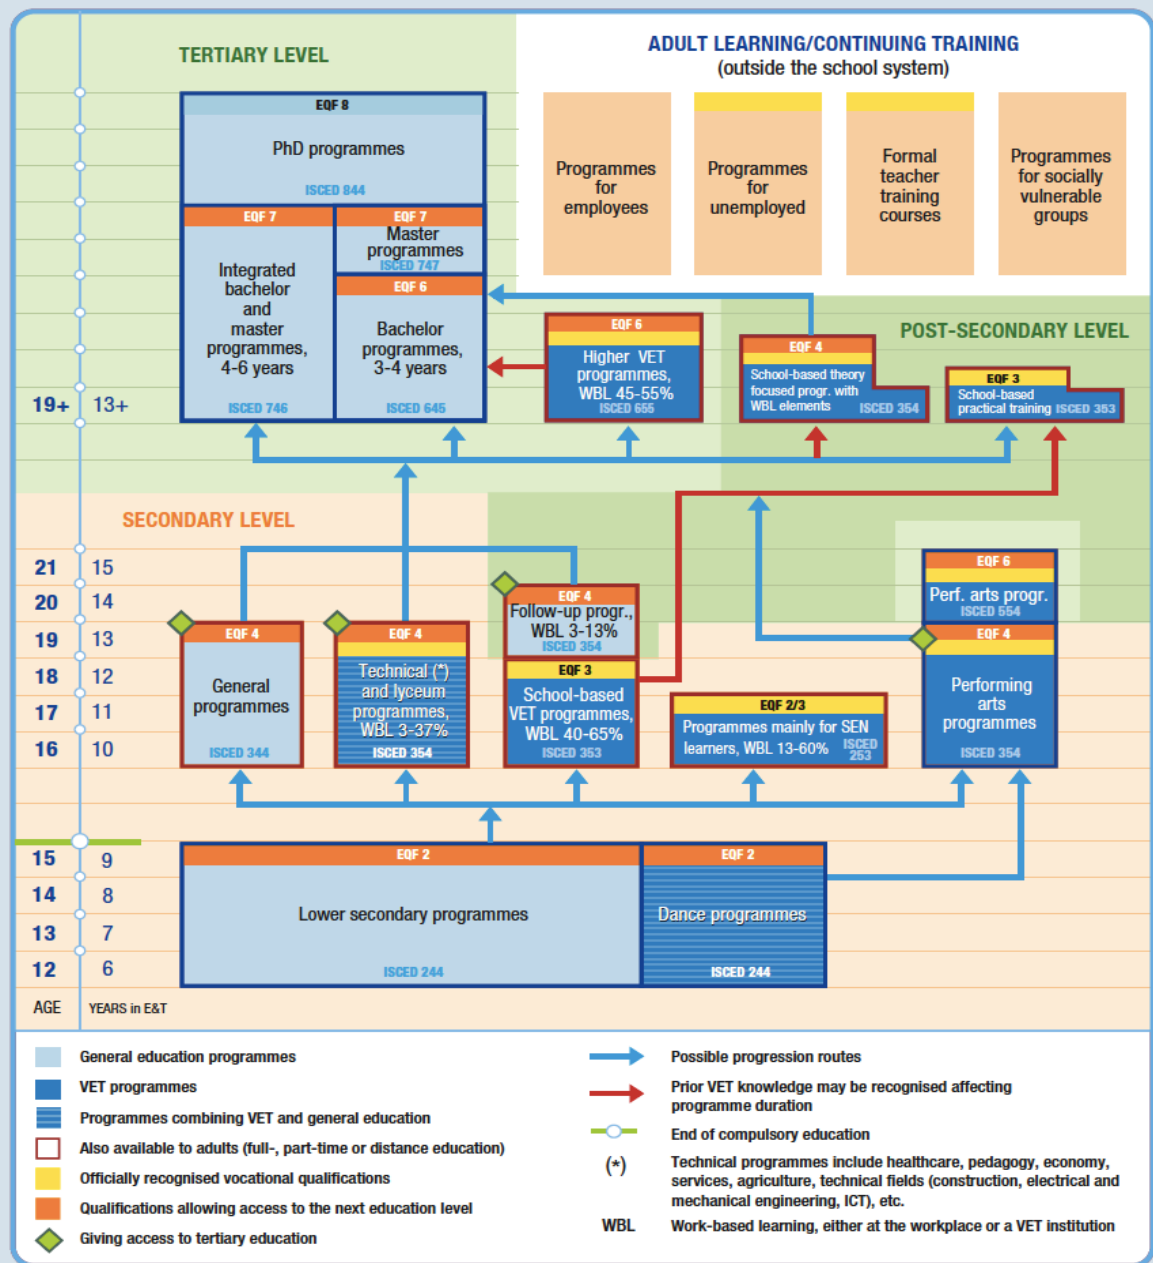 TERTIARY LEVEL
ADULT LEARNING/CONTINUING TRAINING
(outside the school system)
EQF 8
PhD programmes
ISCED 844
EQF 7
Integrated
bachelor
and
master
programmes,
4-6 years
ISCED 746
EQF 7
Master
programmes
ISCED 747
EQF 6
Bachelor
programmes,
3-4 years
ISCED 645
Programmes
for
employees
Programmes
for
unemployed
Formal
teacher
training
courses
Programmes
for socially
vulnerable
groups
POST-SECONDARY LEVEL
EQF 6
Higher VET
programmes,
WBL 45-55%
ISCED 655
EQF 4
School-based theory
focused progr. with
WBL elements ISCED 354
EQF 3
School-based
practical training ISCED 353
19+ 13+
SECONDARY LEVEL
21 15
20 14
19 13
18 12
17 11
16 10
EQF 4
General
programmes
ISCED 344
EQF 4
Technical (*)
and lyceum
programmes,
WBL 3-37%
ISCED 354
EQF 4
Follow-up progr.,
WBL 3-13%
ISCED 354
EQF 3
School-based
VET programmes,
WBL 40-65%
ISCED 353
EQF 2/3
Programmes mainly for SEN
learners, WBL 13-60% ISCED
253
EQF 6
Perf. arts progr.
ISCED 554
EQF 4
Performing
arts
programmes
ISCED 354
15 9
14 8
13 7
12 6
AGE YEARS in E&T
EQF 2
Lower secondary programmes
ISCED 244
EQF 2
Dance programmes
ISCED 244
General education programmes
VET programmes
Programmes combining VET and general education
Also available to adults (full-, part-time or distance education)
Officially recognised vocational qualifications
Qualifications allowing access to the next education level
Giving access to tertiary education
Possible progression routes
Prior VET knowledge may be recognised affecting
programme duration
End of compulsory education
(*) Technical programmes include healthcare, pedagogy, economy,
services, agriculture, technical fields (construction, electrical and
mechanical engineering, ICT), etc.
WBL Work-based learning, either at the workplace or a VET institution